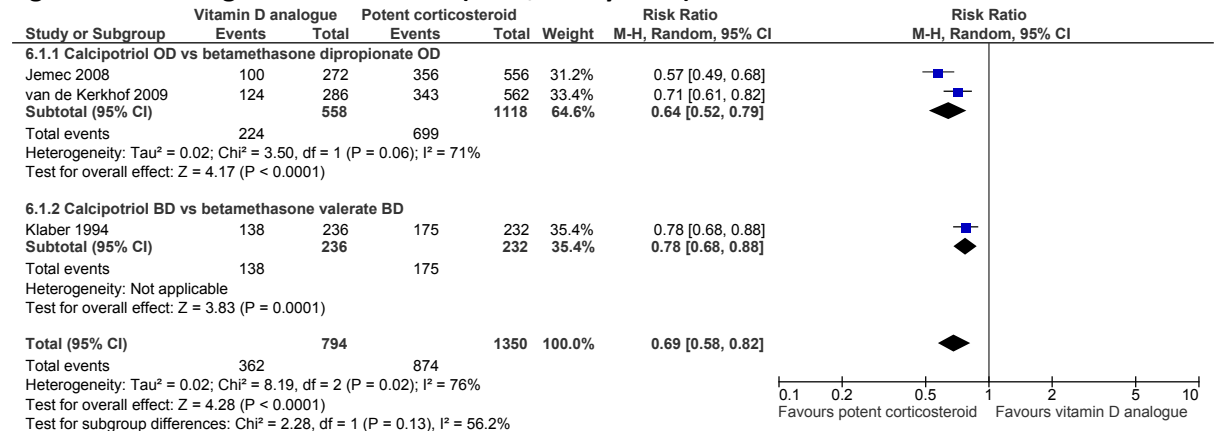 Vitamin D analogue Potent corticosteroid Risk Ratio Risk Ratio
Study or Subgroup Events Total Events Total Weight M-H, Random, 95% CI M-H, Random, 95% CI
6.1.1 Calcipotriol OD vs betamethasone dipropionate OD
Jemec 2008 100 272 356 556 31.2% 0.57 [0.49, 0.68]
van de Kerkhof 2009 124 286 343 562 33.4% 0.71 [0.61, 0.82]
Subtotal (95% CI) 558 1118 64.6% 0.64 [0.52, 0.79]
Total events 224 699
Heterogeneity: Tau² = 0.02; Chi² = 3.50, df = 1 (P = 0.06); I² = 71%
Test for overall effect: Z = 4.17 (P < 0.0001)
6.1.2 Calcipotriol BD vs betamethasone valerate BD
Klaber 1994 138 236 175 232 35.4% 0.78 [0.68, 0.88]
Subtotal (95% CI) 236 232 35.4% 0.78 [0.68, 0.88]
Total events 138 175
Heterogeneity: Not applicable
Test for overall effect: Z = 3.83 (P = 0.0001)
Total (95% CI) 794 1350 100.0% 0.69 [0.58, 0.82]
Total events 362 874
Heterogeneity: Tau² = 0.02; Chi² = 8.19, df = 2 (P = 0.02); I² = 76%
Test for overall effect: Z = 4.28 (P < 0.0001)
Test for subgroup differences: Chi² = 2.28, df = 1 (P = 0.13), I² = 56.2%
0.1 0.2 0.5 1 2 5 10
Favours potent corticosteroid Favours vitamin D analogue